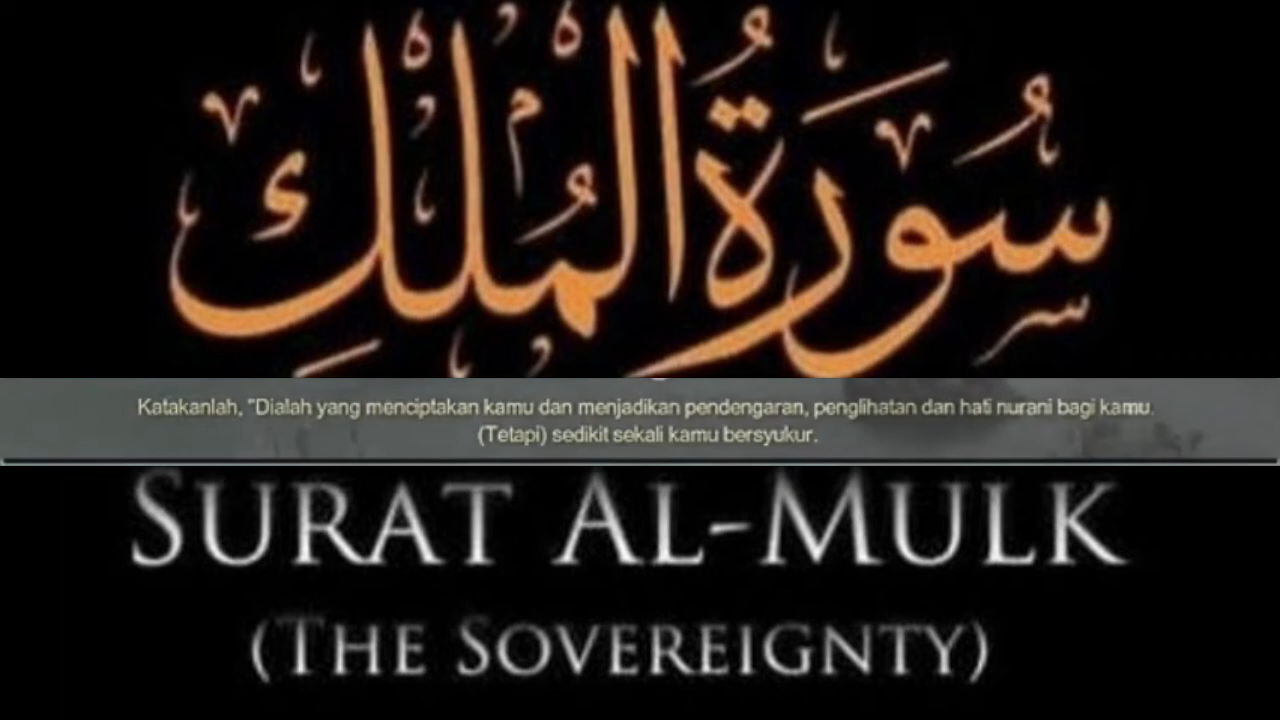 سُورَةُ المُلْكِ
Katakanlah, "Dialah yang menciptakan kamu dan menjadikan pendengaran, penglihatan dan hati nurani bagi kamu.
(Tetapi) sedikit sekali kamu bersyukur.
SURAT AL-MULK
(THE SOVEREIGNTY)